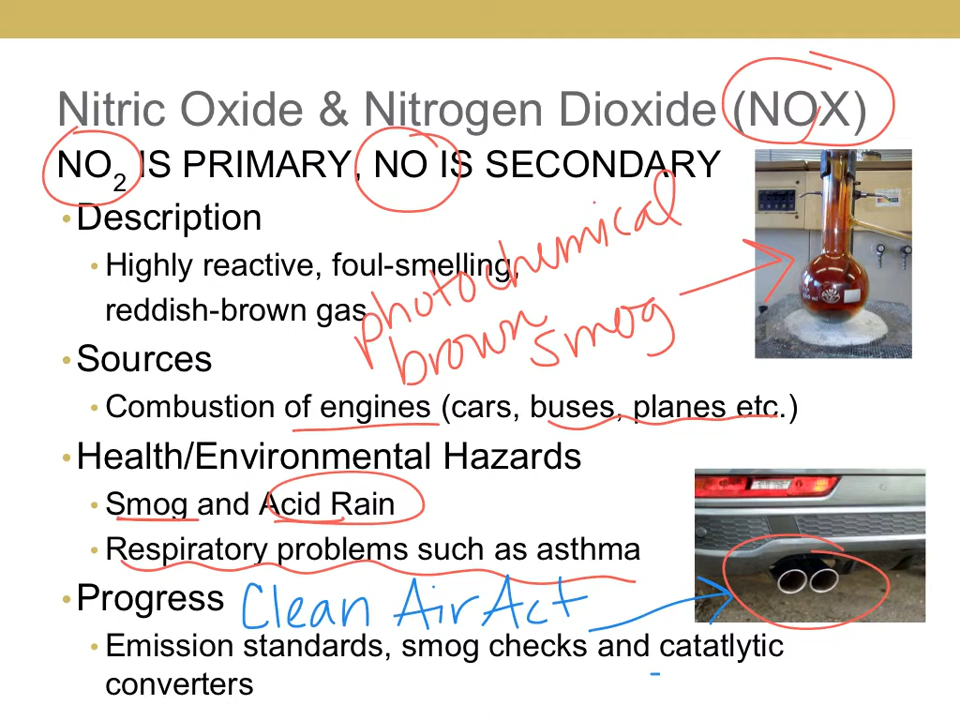 Nitric Oxide & Nitrogen Dioxide (NOX)
NO2 IS PRIMARY, NO IS SECONDARY
• Description
• Highly reactive, foul-smelling,
reddish-brown gas
photochemical
brown smog
• Sources
• Combustion of engines (cars, buses, planes etc.)
• Health/Environmental Hazards
• Smog and Acid Rain
• Respiratory problems such as asthma
• Progress Clean Air Act
• Emission standards, smog checks and catatlytic
converters